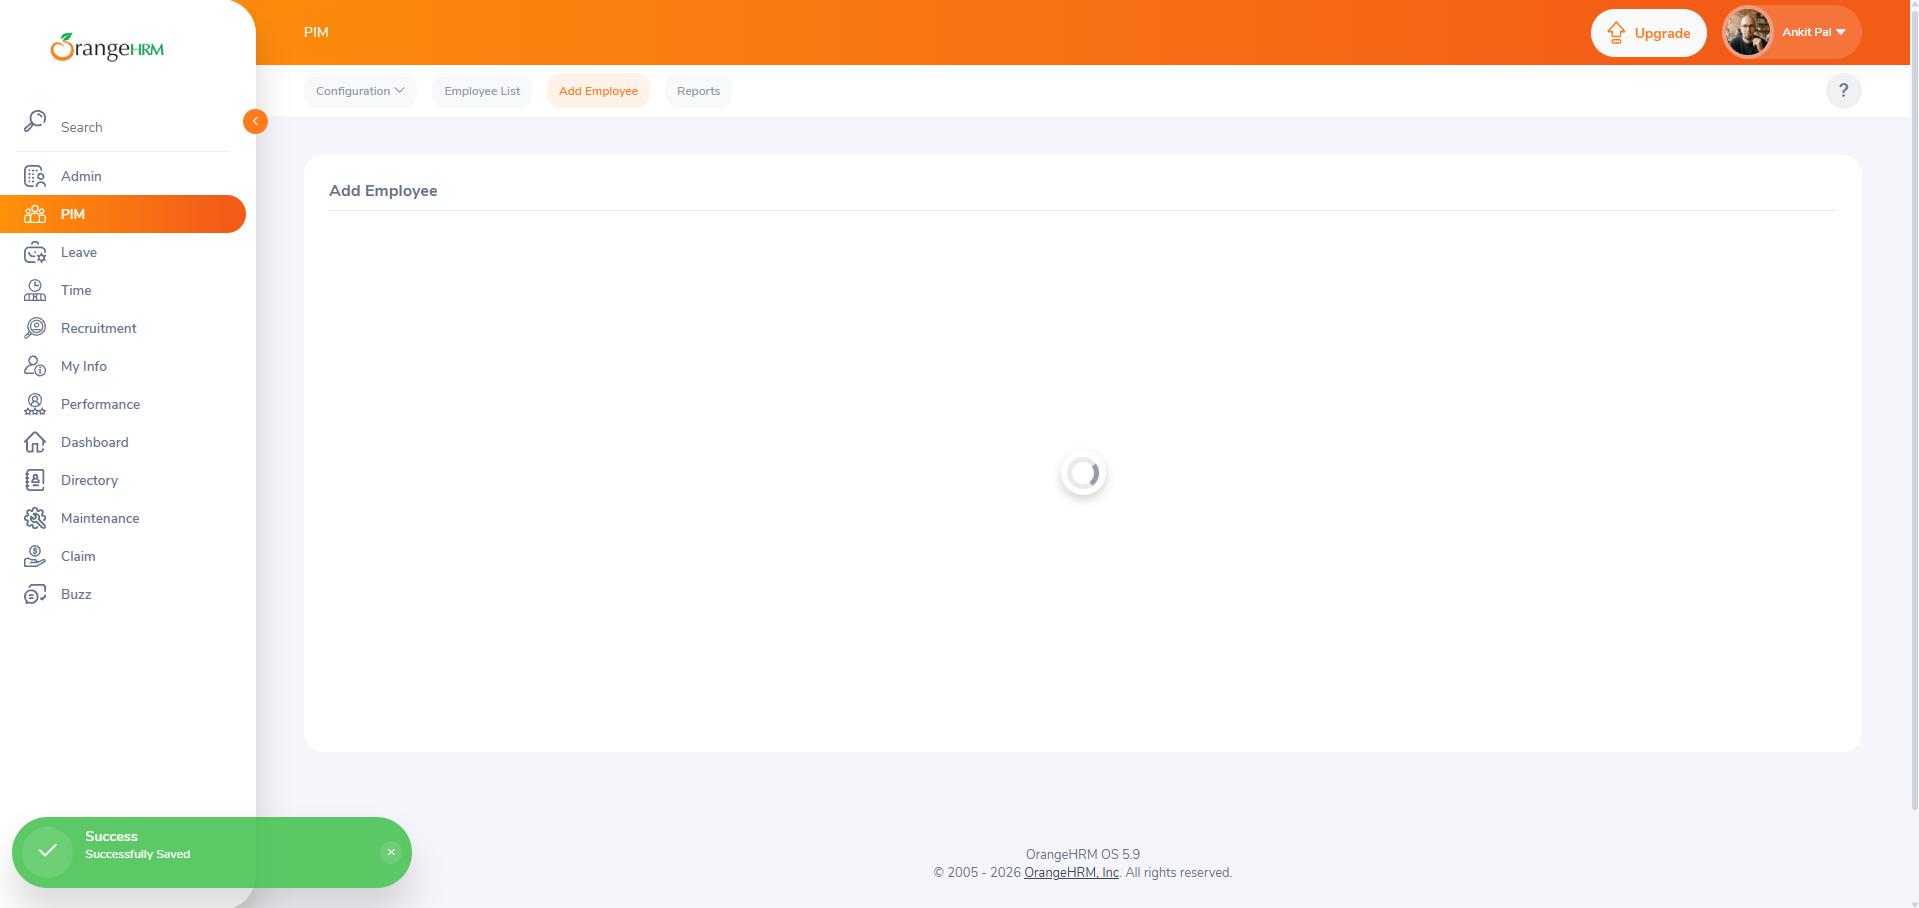 OrangeHRM
Search
Admin
PIM
Leave
Time
Recruitment
My Info
Performance
Dashboard
Directory
Maintenance
Claim
Buzz
PIM
Upgrade
Ankit Pal
Configuration
Employee List
Add Employee
Reports
?
Add Employee
Success
Successfully Saved
OrangeHRM OS 5.9
© 2005 - 2026 OrangeHRM, Inc. All rights reserved.